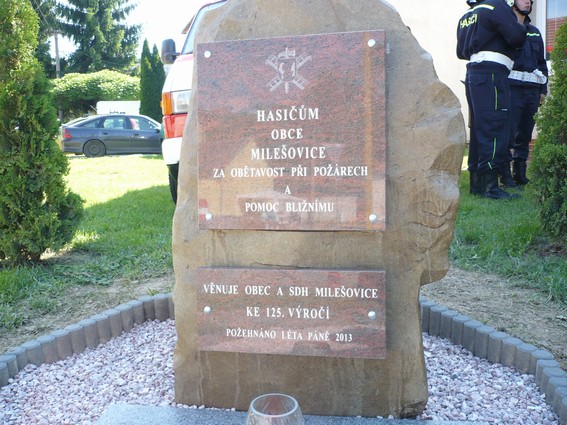 HASIČŮM
OBCE
MILEŠOVICE
ZA OBĚTAVOST PŘI POŽÁRECH
A
POMOC BLIŽNÍMU
VĚNUJE OBEC A SDH MILEŠOVICE
KE 125. VÝROČÍ
POŽEHNÁNO LÉTA PÁNĚ 2013
HASIČI